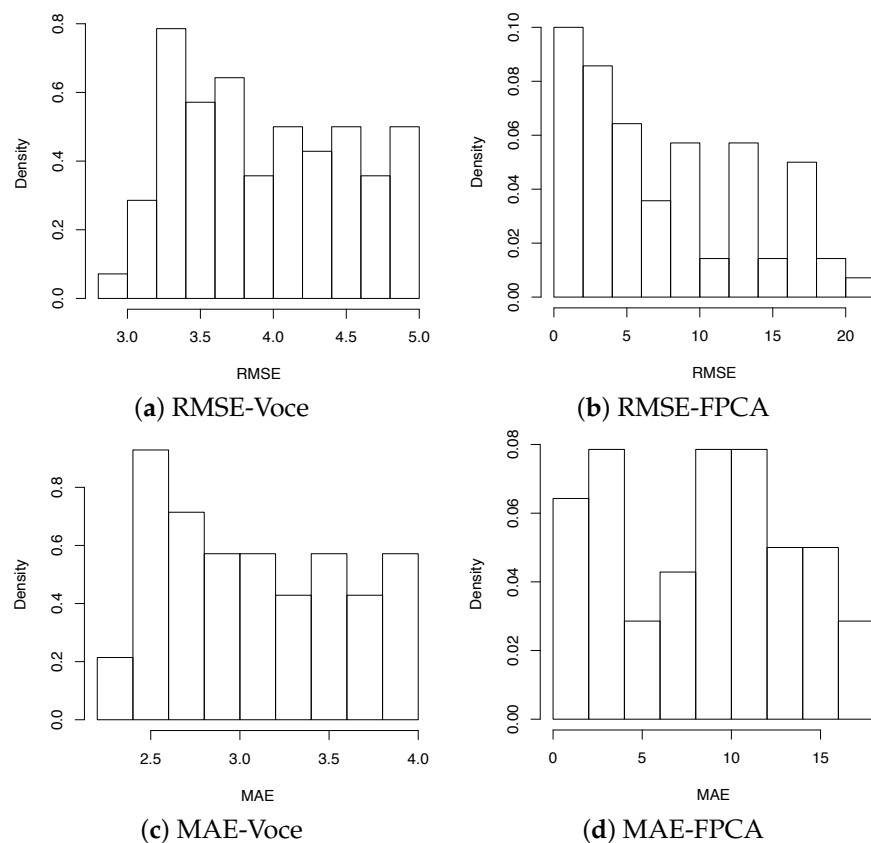 0.8
0.6
0.4
0.2
0.0
Density
3.0 3.5 4.0 4.5 5.0
RMSE
(a) RMSE-Voce
0.10
0.08
0.06
0.04
0.02
0.00
Density
0 5 10 15 20
RMSE
(b) RMSE-FPCA
0.8
0.6
0.4
0.2
0.0
Density
2.5 3.0 3.5 4.0
MAE
(c) MAE-Voce
0.08
0.06
0.04
0.02
0.00
Density
0 5 10 15
MAE
(d) MAE-FPCA